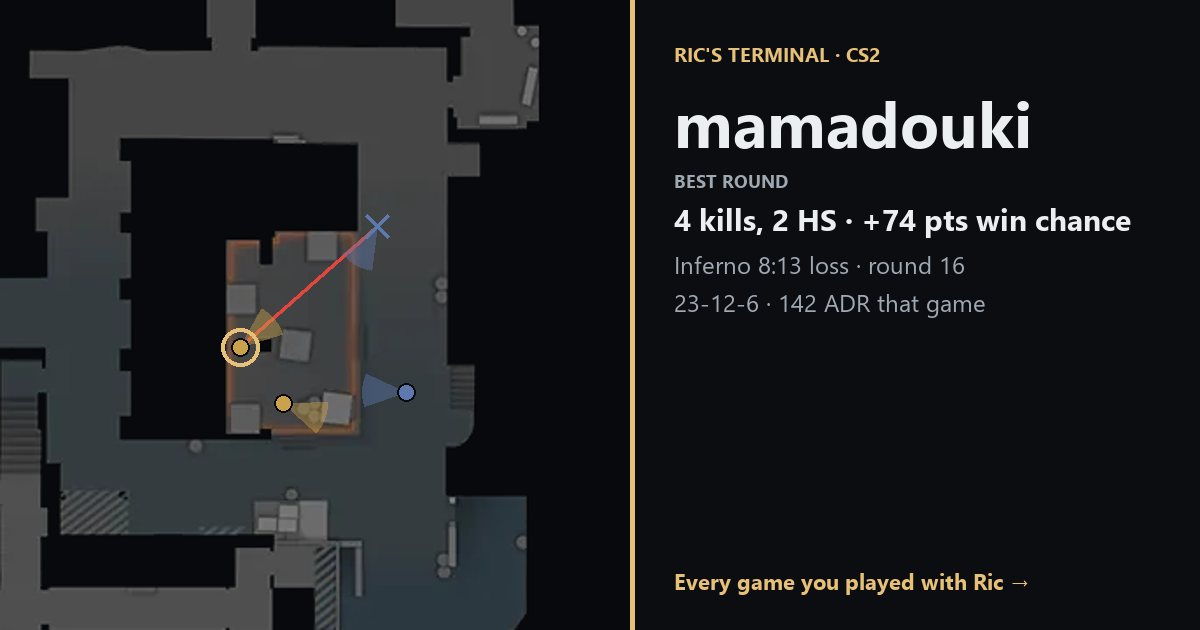 RIC'S TERMINAL · CS2
mamadouki
BEST ROUND
4 kills, 2 HS · +74 pts win chance
Inferno 8:13 loss · round 16
23-12-6 · 142 ADR that game
Every game you played with Ric →